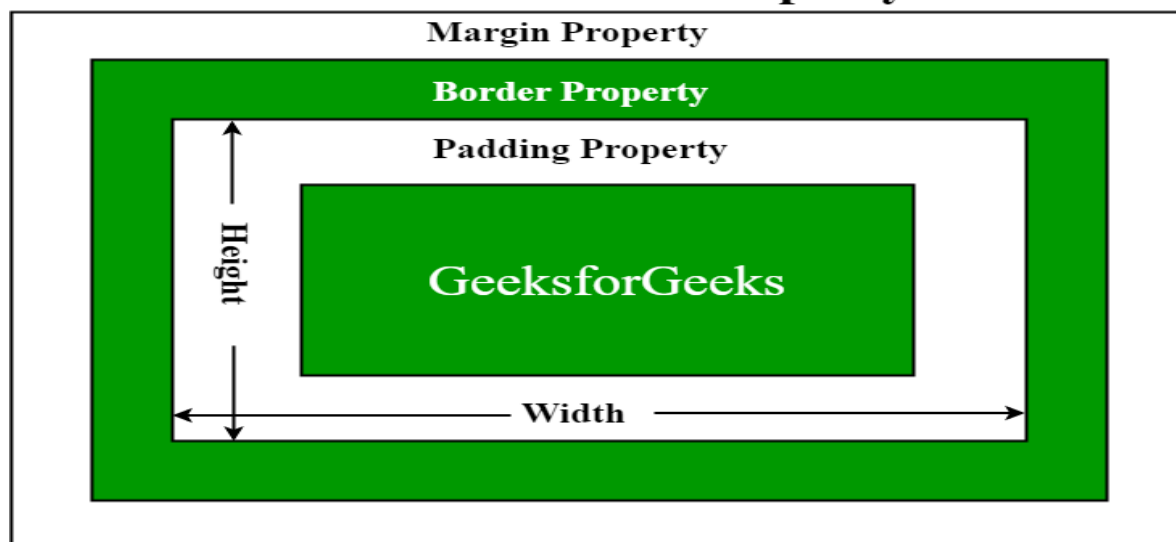 Margin Property
Border Property
Padding Property
Height
GeeksforGeeks
Width